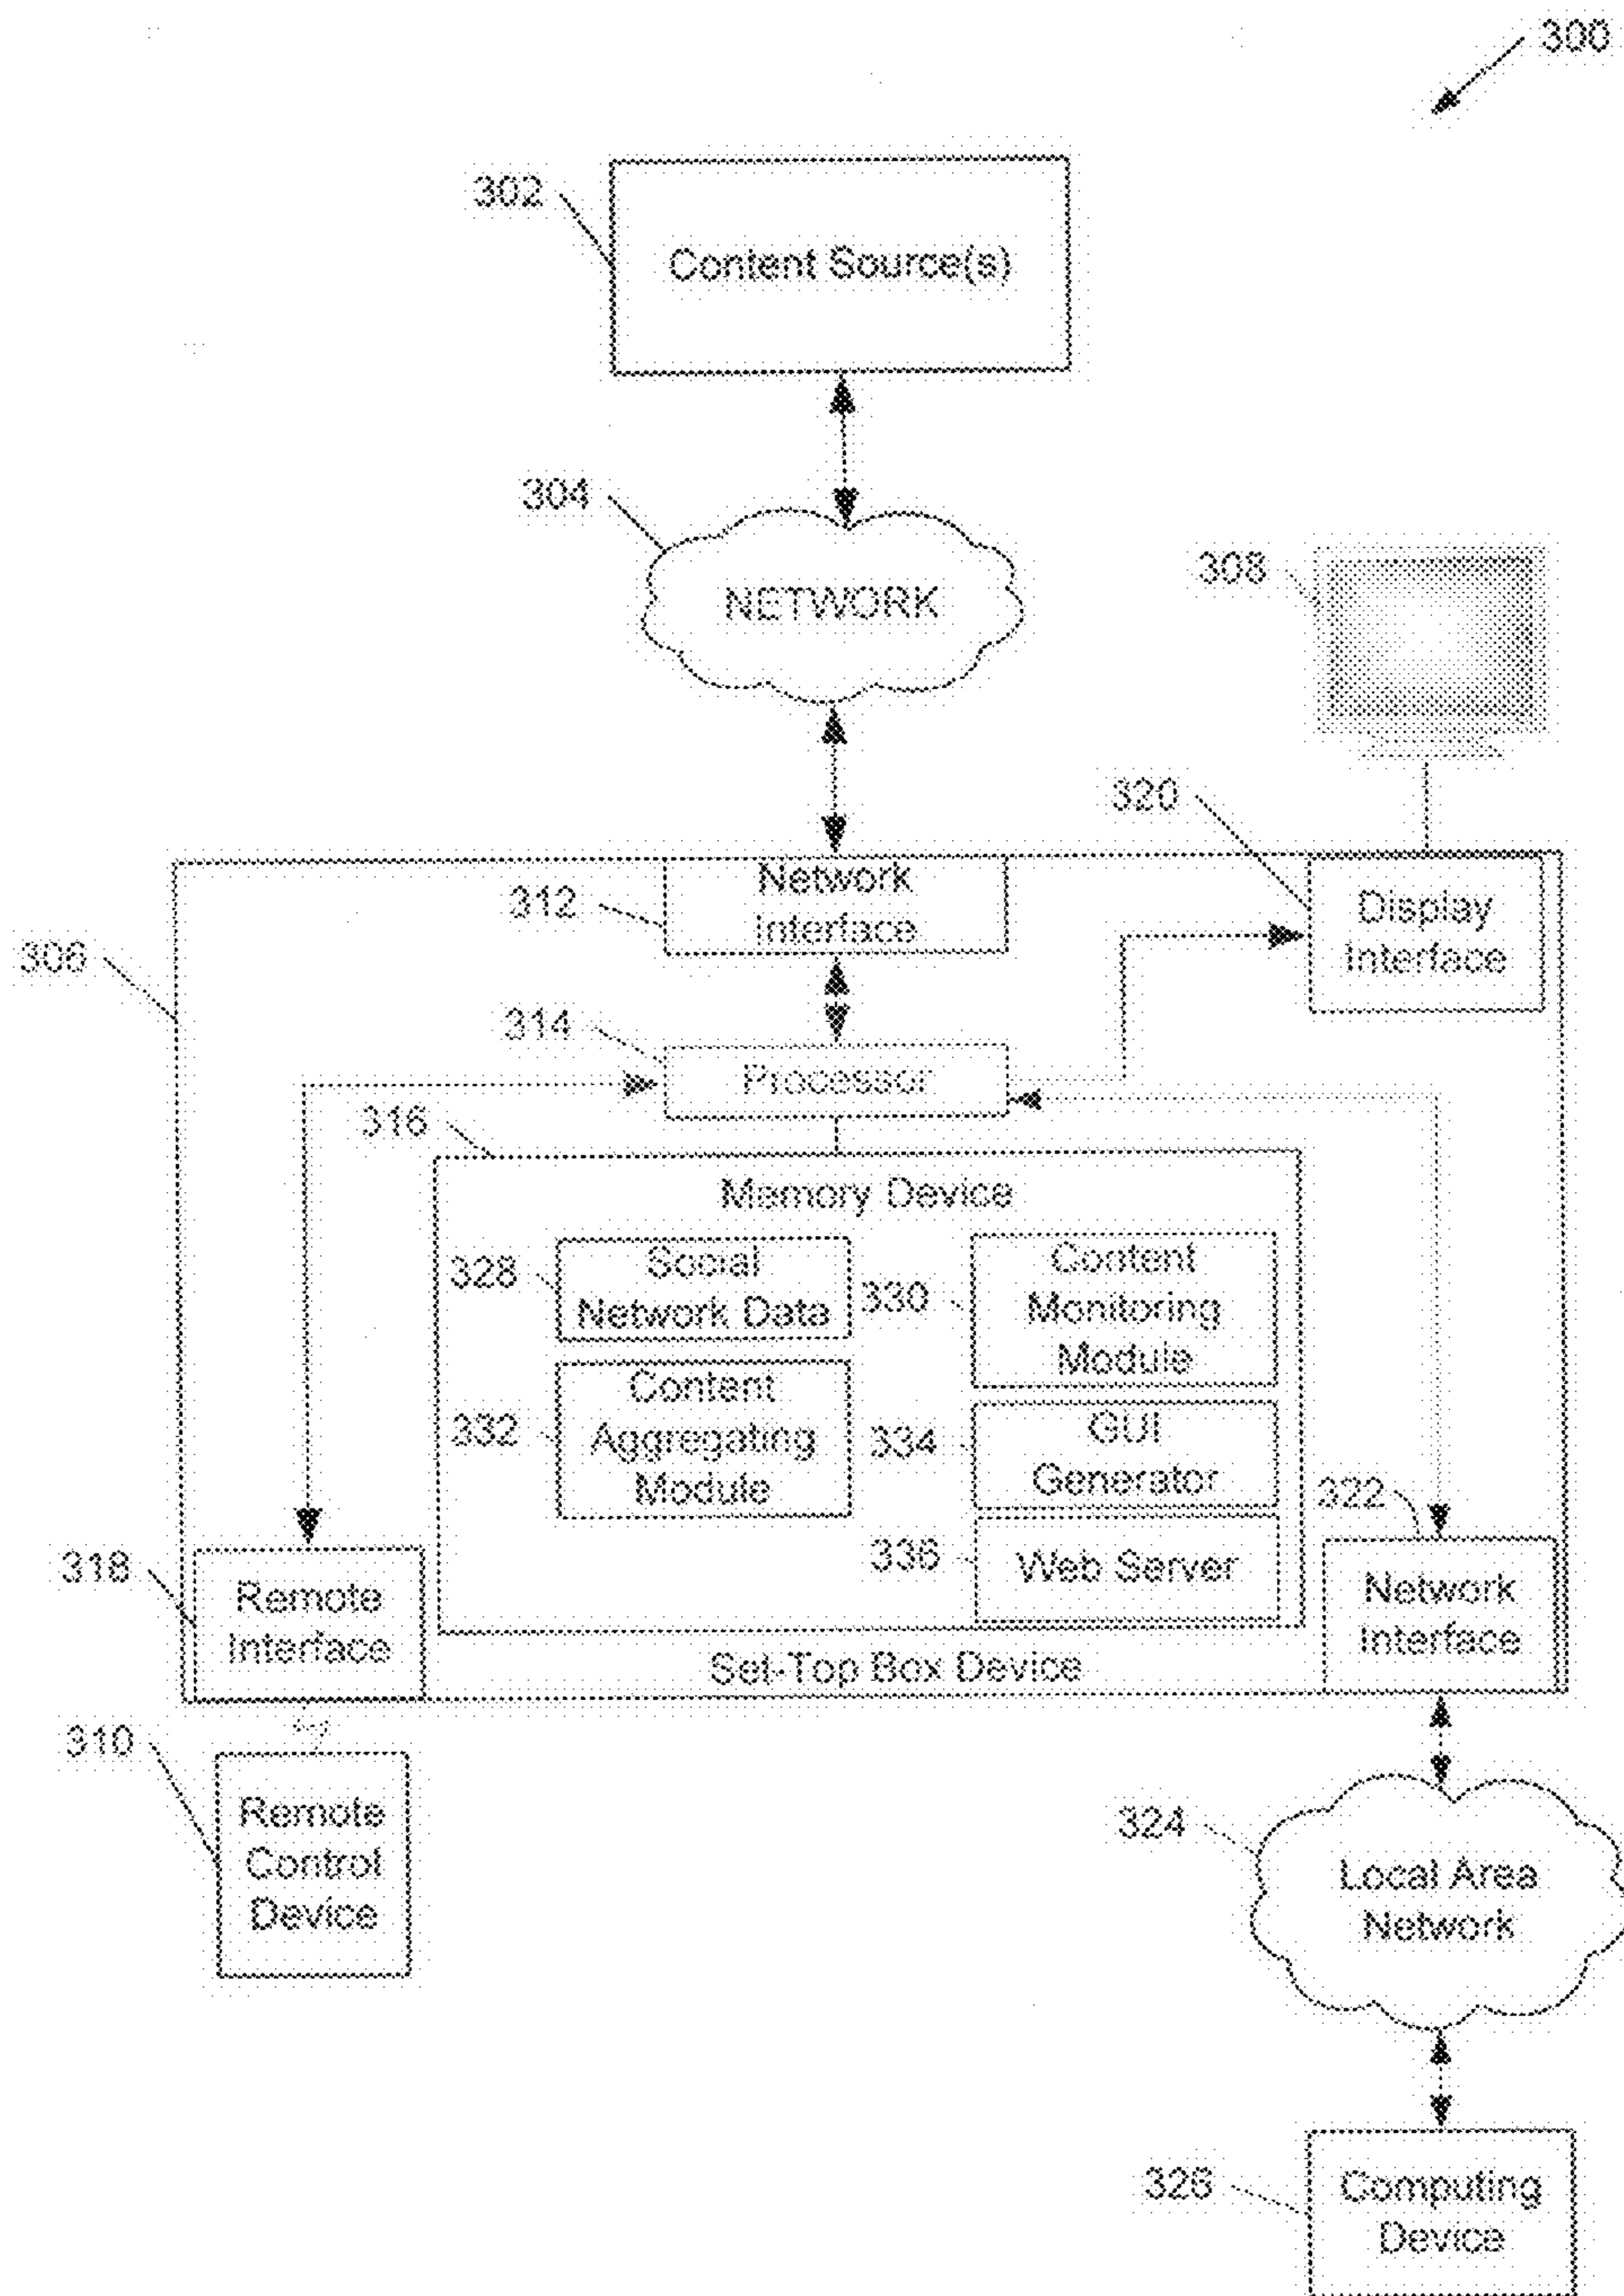 300
302
Content Source(s)
304
NETWORK
308
320
312
Network
Interface
Display
Interface
306
314
Processor
316
Memory Device
328
Social
Network Data
330
Content
Monitoring
Module
332
Content
Aggregating
Module
334
GUI
Generator
322
336
Web Server
318
Remote
Interface
Network
Interface
Set-Top Box Device
310
Remote
Control
Device
324
Local Area
Network
326
Computing
Device